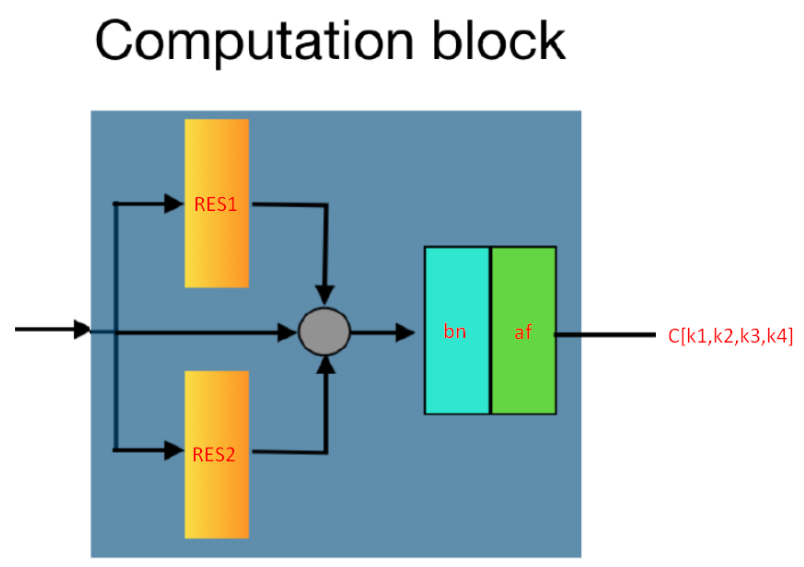 Computation block
RES1
bn
af
C[k1,k2,k3,k4]
RES2